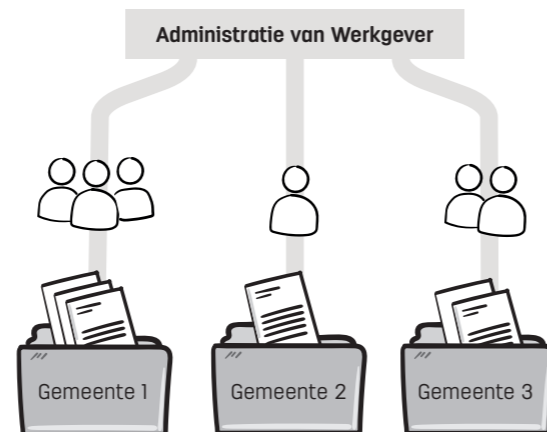 Administratie van Werkgever
Gemeente 1
Gemeente 2
Gemeente 3